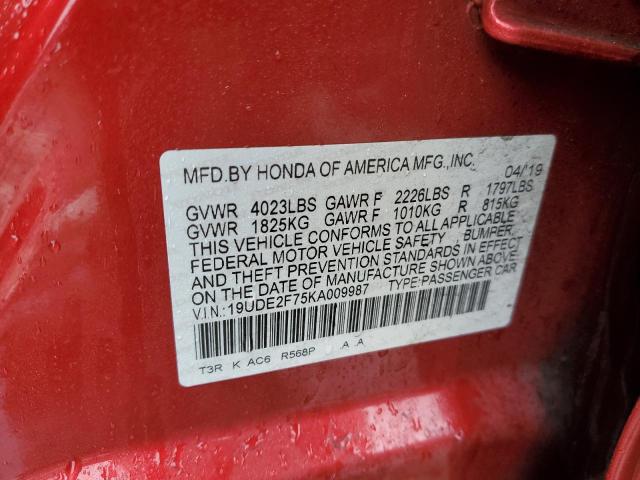 MFD.BY HONDA OF AMERICA MFG.,INC. 04/19
GVWR 4023LBS GAWR F 2226LBS R 1797LBS
GVWR 1825KG GAWR F 1010KG R 815KG
THIS VEHICLE CONFORMS TO ALL APPLICABLE
FEDERAL MOTOR VEHICLE SAFETY BUMPER,
AND THEFT PREVENTION STANDARDS IN EFFECT
ON THE DATE OF MANUFACTURE SHOWN ABOVE.
V.I.N.:19UDE2F75KA009987 TYPE:PASSENGER CAR
T3R K AC6 R568P .A .A